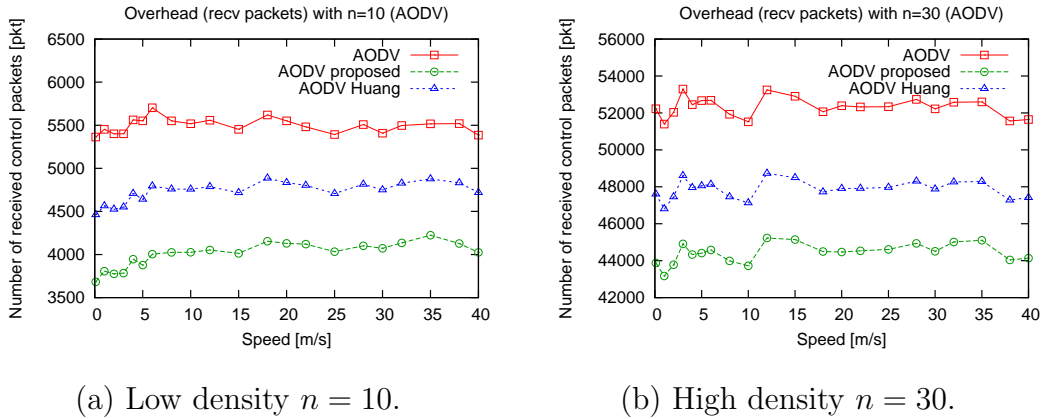 Overhead (recv packets) with n=10 (AODV)
Number of received control packets [pkt]
6500
6000
5500
5000
4500
4000
3500
AODV
AODV proposed
AODV Huang
0 5 10 15 20 25 30 35 40
Speed [m/s]
(a) Low density n = 10.
Overhead (recv packets) with n=30 (AODV)
Number of received control packets [pkt]
56000
54000
52000
50000
48000
46000
44000
42000
AODV
AODV proposed
AODV Huang
0 5 10 15 20 25 30 35 40
Speed [m/s]
(b) High density n = 30.